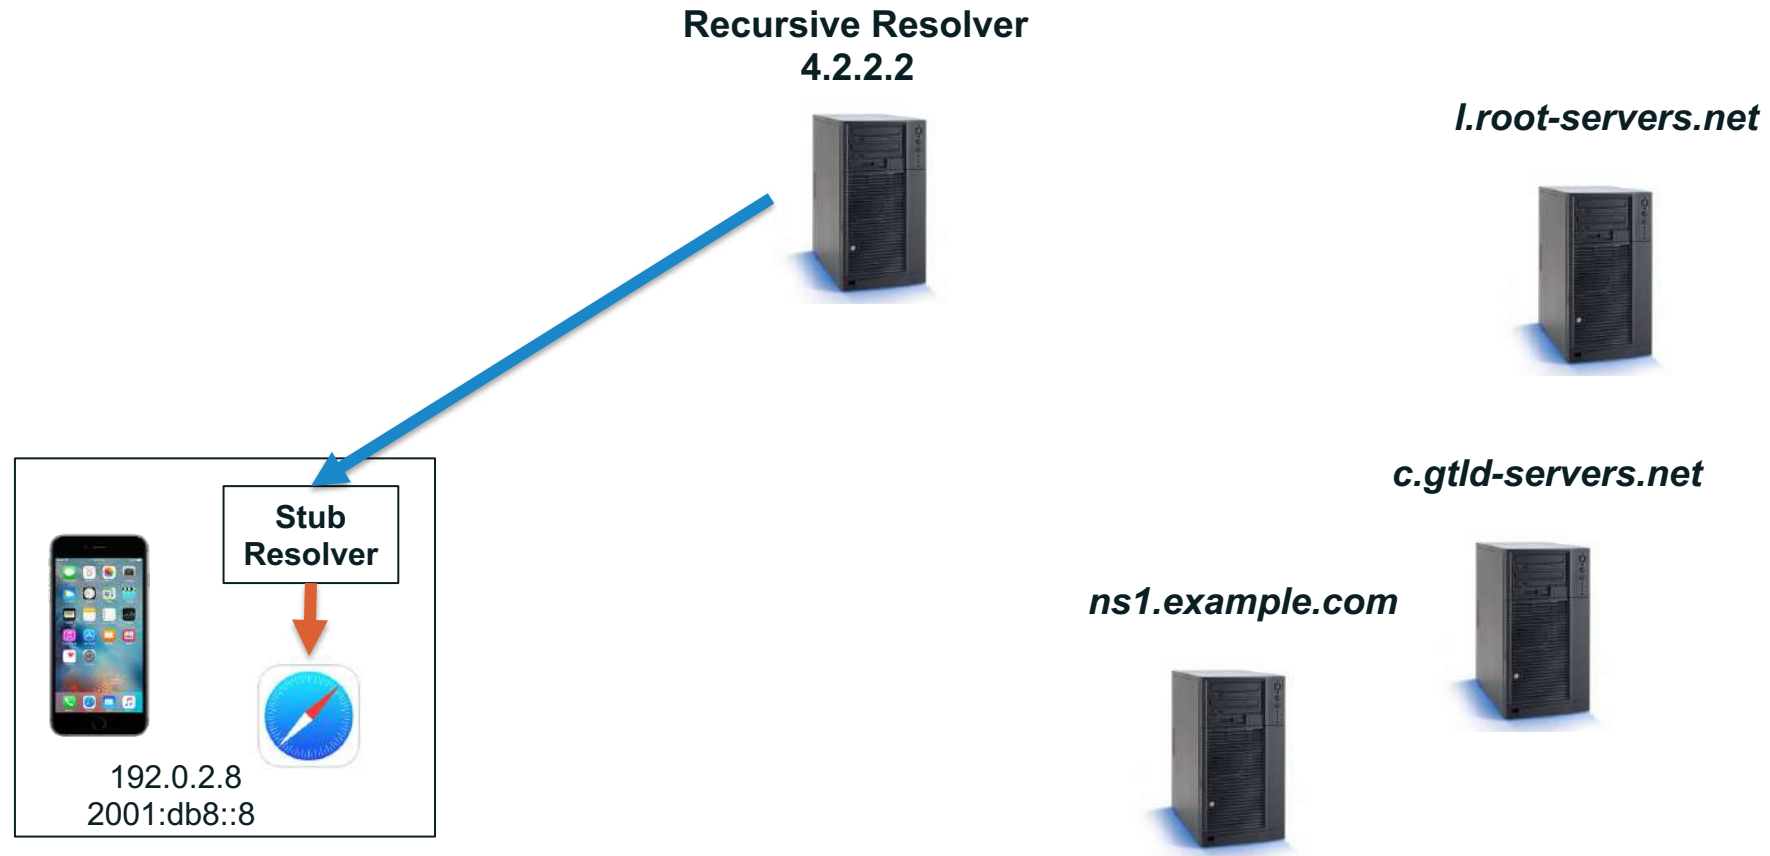 Recursive Resolver
4.2.2.2
l.root-servers.net
c.gtld-servers.net
Stub
Resolver
ns1.example.com
192.0.2.8
2001:db8::8